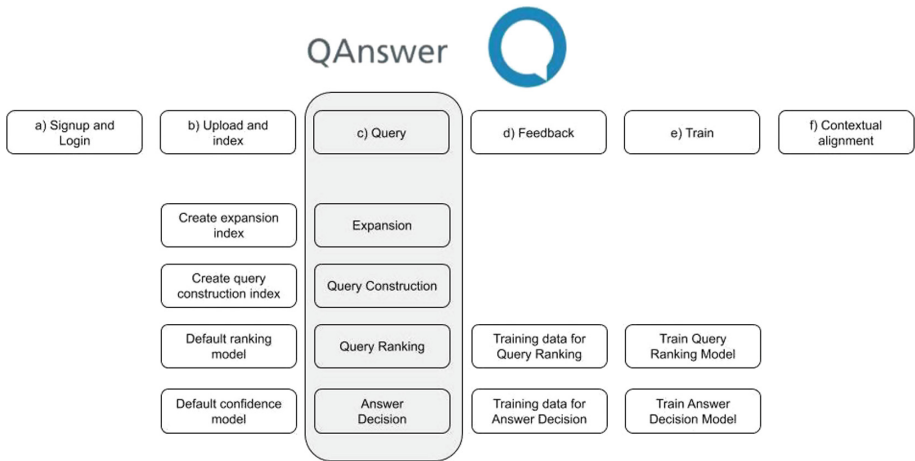 QAnswer
a) Signup and
Login
b) Upload and
index
c) Query
d) Feedback
e) Train
f) Contextual
alignment
Create expansion
index
Expansion
Create query
construction index
Query Construction
Default ranking
model
Query Ranking
Training data for
Query Ranking
Train Query
Ranking Model
Default confidence
model
Answer
Decision
Training data for
Answer Decision
Train Answer
Decision Model